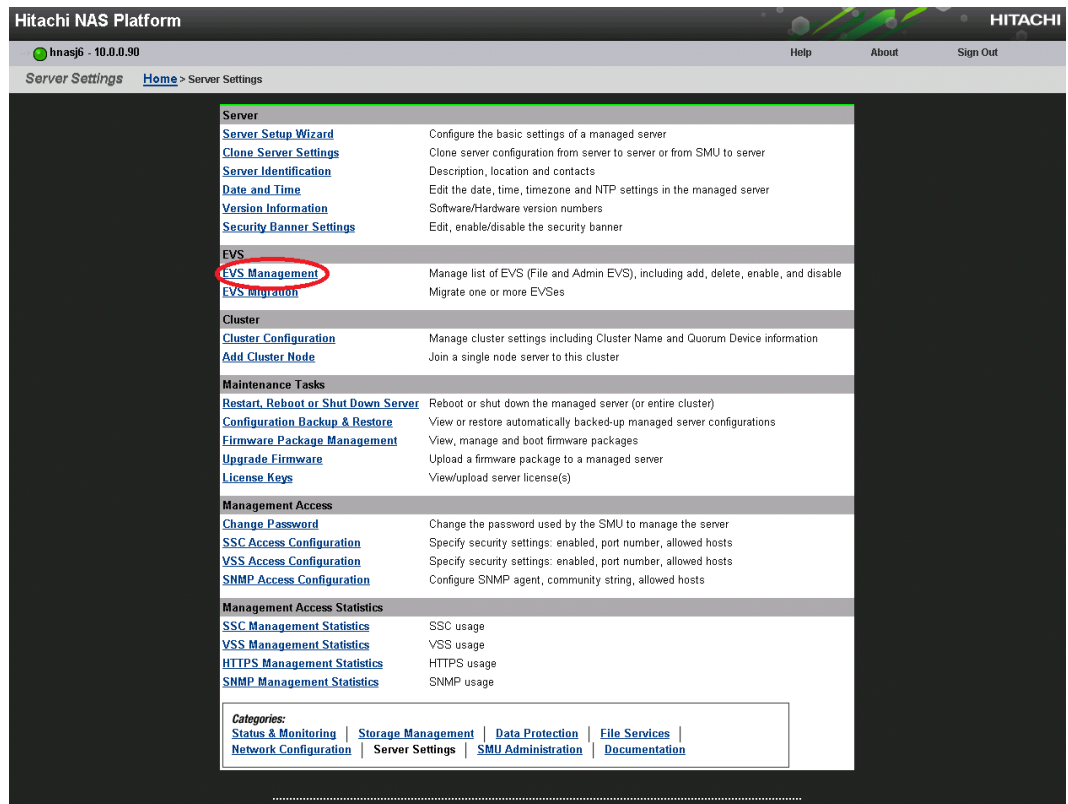 Hitachi NAS Platform
HITACHI
hnasj6 - 10.0.0.90
Help About Sign Out
Server Settings Home > Server Settings
Server
Server Setup Wizard Configure the basic settings of a managed server
Clone Server Settings Clone server configuration from server to server or from SMU to server
Server Identification Description, location and contacts
Date and Time Edit the date, time, timezone and NTP settings in the managed server
Version Information Software/Hardware version numbers
Security Banner Settings Edit, enable/disable the security banner
EVS
EVS Management Manage list of EVS (File and Admin EVS), including add, delete, enable, and disable
EVS Migration Migrate one or more EVSes
Cluster
Cluster Configuration Manage cluster settings including Cluster Name and Quorum Device information
Add Cluster Node Join a single node server to this cluster
Maintenance Tasks
Restart, Reboot or Shut Down Server Reboot or shut down the managed server (or entire cluster)
Configuration Backup & Restore View or restore automatically backed-up managed server configurations
Firmware Package Management View, manage and boot firmware packages
Upgrade Firmware Upload a firmware package to a managed server
License Keys View/upload server license(s)
Management Access
Change Password Change the password used by the SMU to manage the server
SSC Access Configuration Specify security settings: enabled, port number, allowed hosts
VSS Access Configuration Specify security settings: enabled, port number, allowed hosts
SNMP Access Configuration Configure SNMP agent, community string, allowed hosts
Management Access Statistics
SSC Management Statistics SSC usage
VSS Management Statistics VSS usage
HTTPS Management Statistics HTTPS usage
SNMP Management Statistics SNMP usage
Categories:
Status & Monitoring | Storage Management | Data Protection | File Services |
Network Configuration | Server Settings | SMU Administration | Documentation